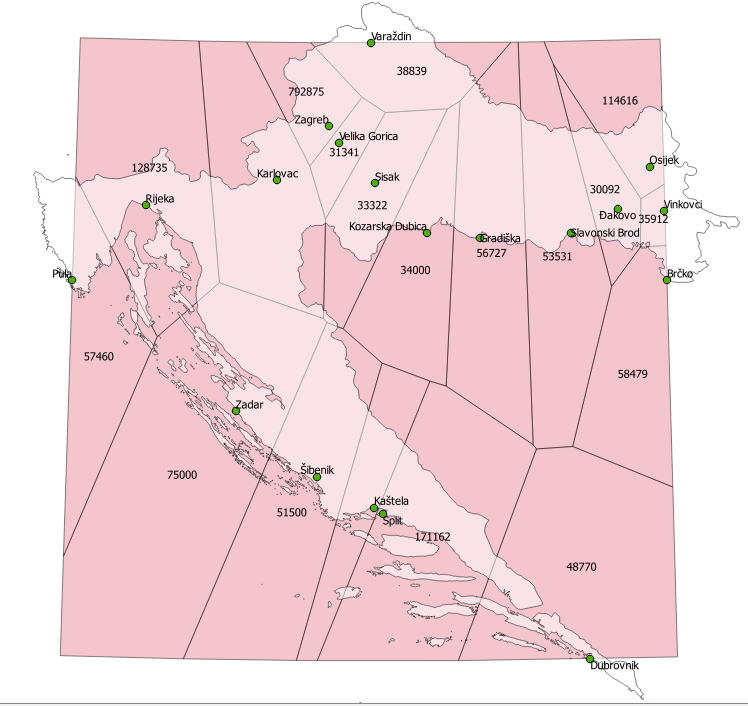 Varaždin
38839
792875
114616
Zagreb
Velika Gorica
31341
Osijek
128735
Karlovac
Sisak
30092
Rijeka
33322
Đakovo
35912
Vinkovci
Kozarska Dubica
Gradiška
Slavonski Brod
56727
53531
34000
Pula
Brčko
57460
58479
Zadar
75000
Šibenik
51500
Kaštela
Split
171162
48770
Dubrovnik